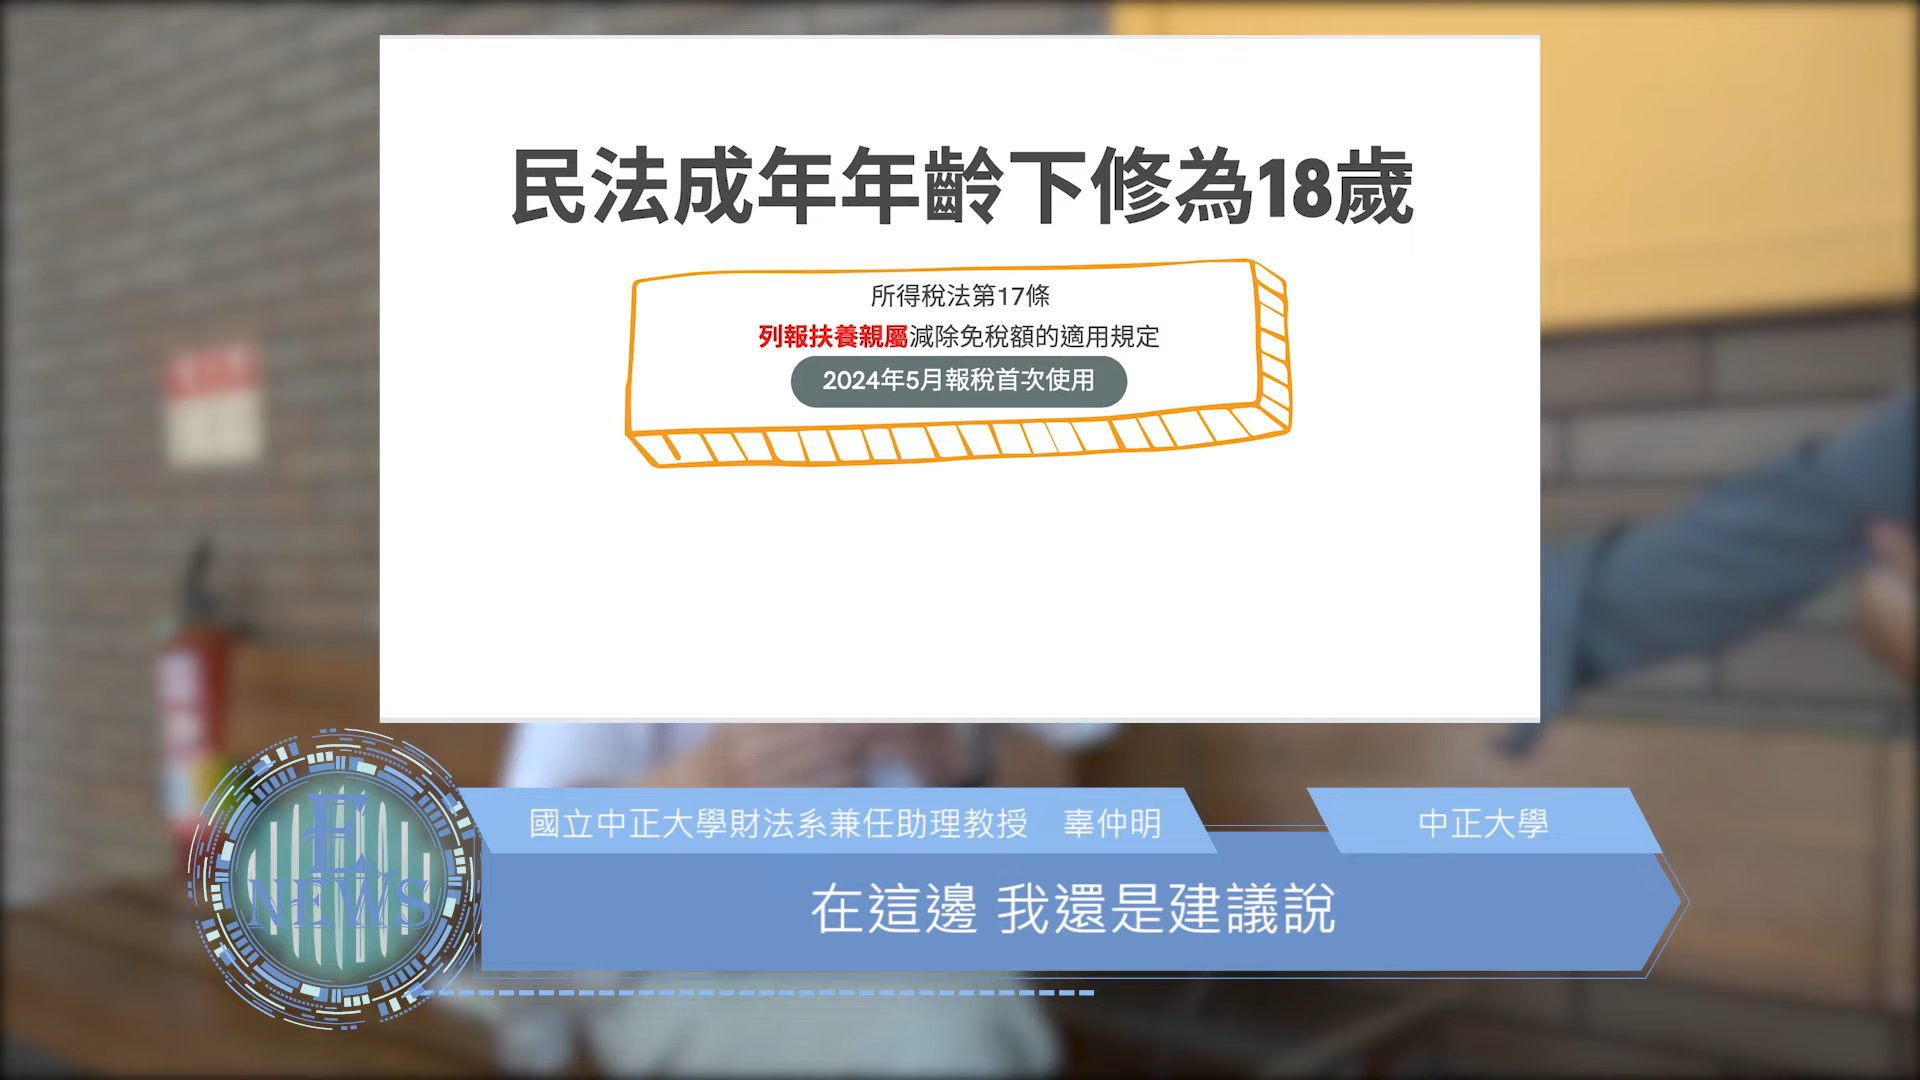 民法成年年齡下修為18歲
所得稅法第17條
列報扶養親屬減除免稅額的適用規定
2024年5月報稅首次使用
國立中正大學財法系兼任助理教授 辜仲明
中正大學
在這邊 我還是建議說
E
NEWS